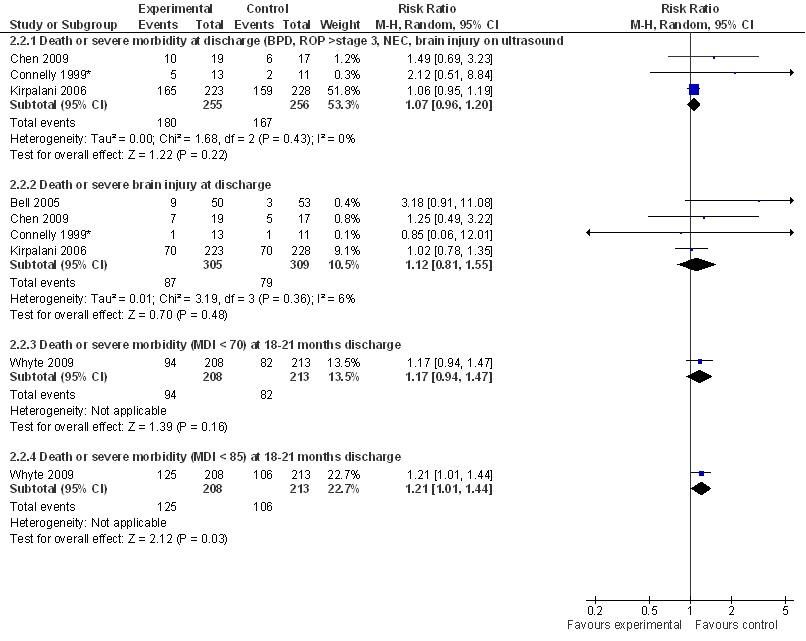 Experimental Control Risk Ratio Risk Ratio
Study or Subgroup Events Total Events Total Weight M-H, Random, 95% CI M-H, Random, 95% CI
2.2.1 Death or severe morbidity at discharge (BPD, ROP >stage 3, NEC, brain injury on ultrasound
Chen 2009 10 19 6 17 1.2% 1.49 [0.69, 3.23]
Connelly 1999* 5 13 2 11 0.3% 2.12 [0.51, 8.84]
Kirpalani 2006 165 223 159 228 51.8% 1.06 [0.95, 1.19]
Subtotal (95% CI) 255 256 53.3% 1.07 [0.96, 1.20]
Total events 180 167
Heterogeneity: Tau² = 0.00; Chi² = 1.68, df = 2 (P = 0.43); I² = 0%
Test for overall effect: Z = 1.22 (P = 0.22)
2.2.2 Death or severe brain injury at discharge
Bell 2005 9 50 3 53 0.4% 3.18 [0.91, 11.08]
Chen 2009 7 19 5 17 0.8% 1.25 [0.49, 3.22]
Connelly 1999* 1 13 1 11 0.1% 0.85 [0.06, 12.01]
Kirpalani 2006 70 223 70 228 9.1% 1.02 [0.78, 1.35]
Subtotal (95% CI) 305 309 10.5% 1.12 [0.81, 1.55]
Total events 87 79
Heterogeneity: Tau² = 0.01; Chi² = 3.19, df = 3 (P = 0.36); I² = 6%
Test for overall effect: Z = 0.70 (P = 0.48)
2.2.3 Death or severe morbidity (MDI < 70) at 18-21 months discharge
Whyte 2009 94 208 82 213 13.5% 1.17 [0.94, 1.47]
Subtotal (95% CI) 208 213 13.5% 1.17 [0.94, 1.47]
Total events 94 82
Heterogeneity: Not applicable
Test for overall effect: Z = 1.39 (P = 0.16)
2.2.4 Death or severe morbidity (MDI < 85) at 18-21 months discharge
Whyte 2009 125 208 106 213 22.7% 1.21 [1.01, 1.44]
Subtotal (95% CI) 208 213 22.7% 1.21 [1.01, 1.44]
Total events 125 106
Heterogeneity: Not applicable
Test for overall effect: Z = 2.12 (P = 0.03)
0.2 0.5 1 2 5
Favours experimental Favours control